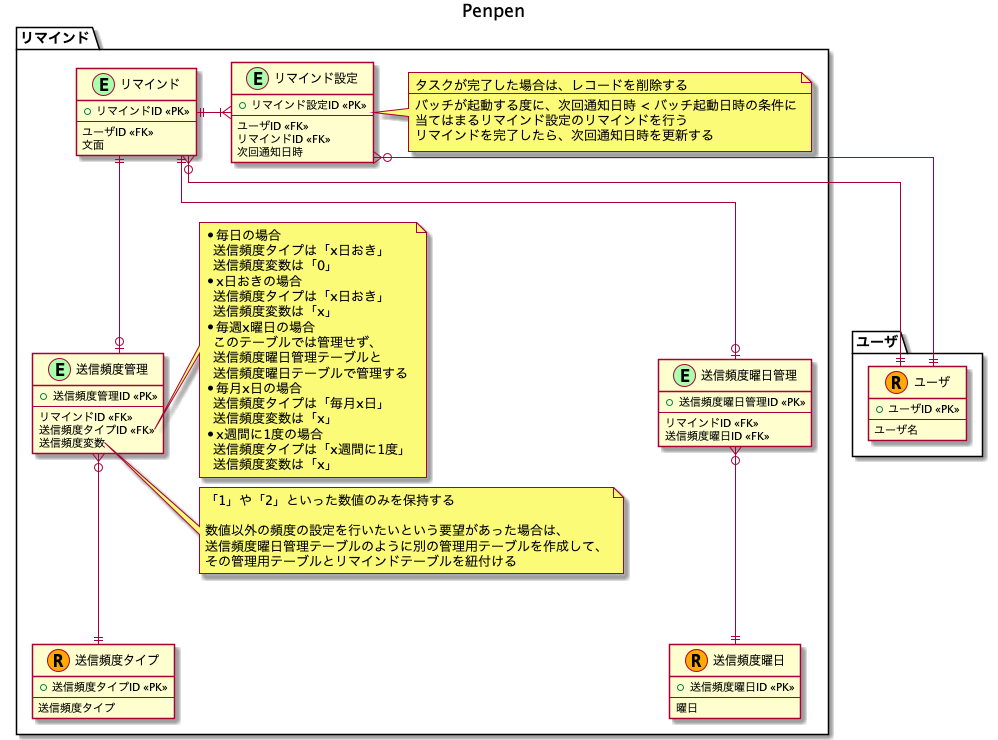 Penpen
リマインド
E リマインド
リマインドID «PK»
ユーザID «FK»
文面
E リマインド設定
リマインド設定ID «PK»
ユーザID «FK»
リマインドID «FK»
次回通知日時
タスクが完了した場合は、レコードを削除する
バッチが起動する度に、次回通知日時 < バッチ起動日時の条件に
当てはまるリマインド設定のリマインドを行う
リマインドを完了したら、次回通知日時を更新する
•毎日の場合
送信頻度タイプは「x日おき」
送信頻度変数は「0」
•x日おきの場合
送信頻度タイプは「x日おき」
送信頻度変数は「x」
•毎週x曜日の場合
このテーブルでは管理せず、
送信頻度曜日管理テーブルと
送信頻度曜日テーブルで管理する
•毎月x日の場合
送信頻度タイプは「毎月x日」
送信頻度変数は「x」
•x週間に1度の場合
送信頻度タイプは「x週間に1度」
送信頻度変数は「x」
E 送信頻度管理
送信頻度管理ID «PK»
リマインドID «FK»
送信頻度タイプID «FK»
送信頻度変数
E 送信頻度曜日管理
送信頻度曜日管理ID «PK»
リマインドID «FK»
送信頻度曜日ID «FK»
ユーザ
R ユーザ
ユーザID «PK»
ユーザ名
「1」や「2」といった数値のみを保持する
数値以外の頻度の設定を行いたいという要望があった場合は、
送信頻度曜日管理テーブルのように別の管理用テーブルを作成して、
その管理用テーブルとリマインドテーブルを紐付ける
R 送信頻度タイプ
送信頻度タイプID «PK»
送信頻度タイプ
R 送信頻度曜日
送信頻度曜日ID «PK»
曜日